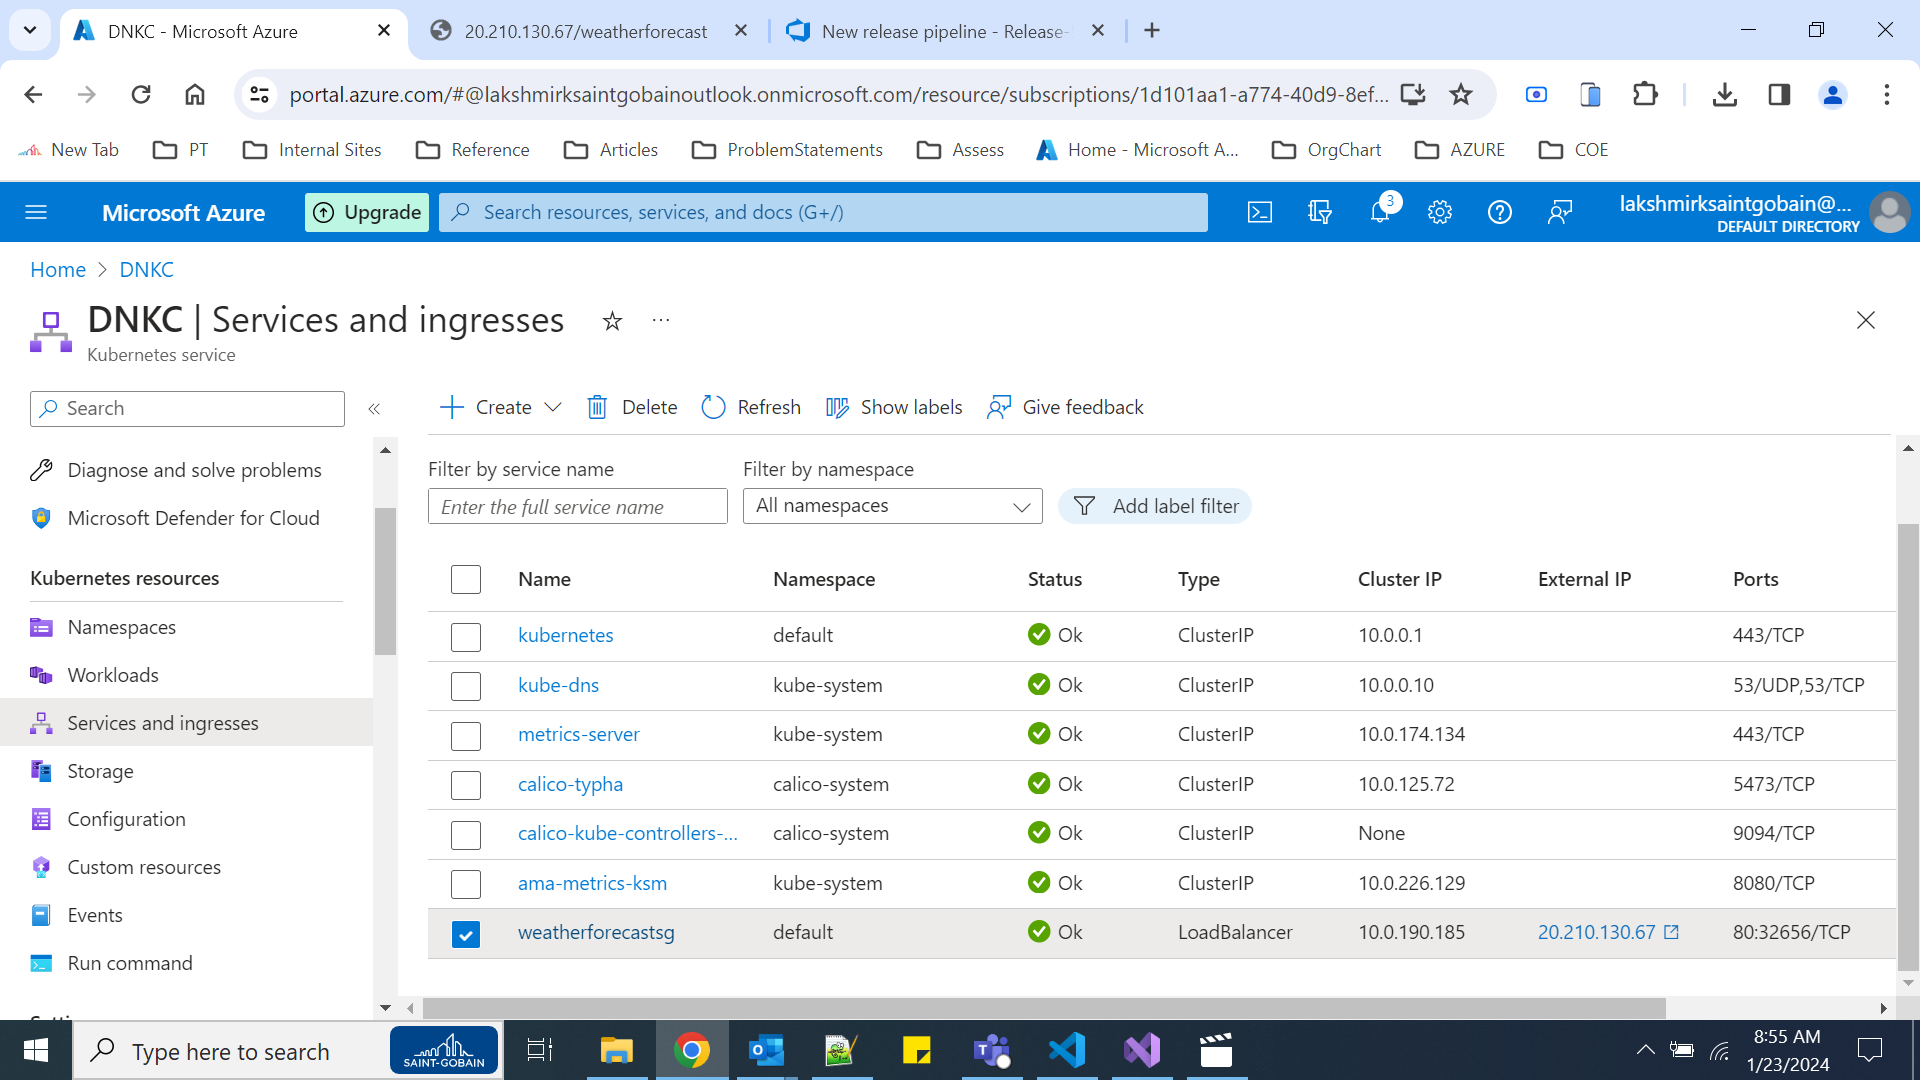 DNKC - Microsoft Azure
20.210.130.67/weatherforecast
New release pipeline - Release-
portal.azure.com/#@lakshmirksaintgobainoutlook.onmicrosoft.com/resource/subscriptions/1d101aa1-a774-40d9-8ef...
New Tab
PT
Internal Sites
Reference
Articles
ProblemStatements
Assess
Home - Microsoft A...
OrgChart
AZURE
COE
Microsoft Azure
Upgrade
Search resources, services, and docs (G+/)
3
lakshmirksaintgobain@...
DEFAULT DIRECTORY
Home > DNKC
DNKC | Services and ingresses
...
Kubernetes service
Search
«
Create
Delete
Refresh
Show labels
Give feedback
Diagnose and solve problems
Microsoft Defender for Cloud
Kubernetes resources
Namespaces
Workloads
Services and ingresses
Storage
Configuration
Custom resources
Events
Run command
Filter by service name
Filter by namespace
Enter the full service name
All namespaces
Add label filter
Name Namespace Status Type Cluster IP External IP Ports
kubernetes default Ok ClusterIP 10.0.0.1 443/TCP
kube-dns kube-system Ok ClusterIP 10.0.0.10 53/UDP,53/TCP
metrics-server kube-system Ok ClusterIP 10.0.174.134 443/TCP
calico-typha calico-system Ok ClusterIP 10.0.125.72 5473/TCP
calico-kube-controllers-... calico-system Ok ClusterIP None 9094/TCP
ama-metrics-ksm kube-system Ok ClusterIP 10.0.226.129 8080/TCP
weatherforecastsg default Ok LoadBalancer 10.0.190.185 20.210.130.67 80:32656/TCP
Type here to search
SAINT-GOBAIN
8:55 AM
1/23/2024